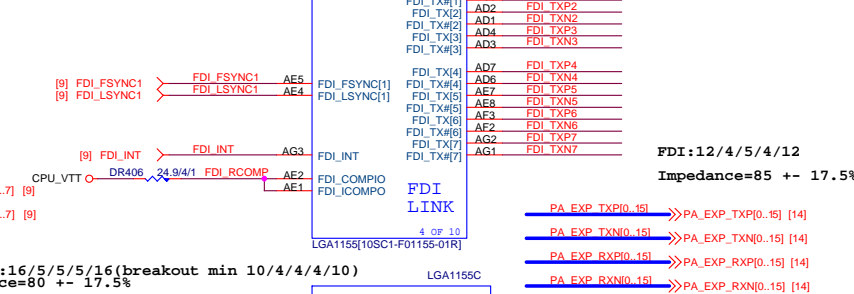 FDI_TX#[1]
FDI_TX[2] AD2 FDI_TXP2
FDI_TX#[2] AD1 FDI_TXN2
FDI_TX[3] AD4 FDI_TXP3
FDI_TX#[3] AD3 FDI_TXN3
FDI_TX[4] AD7 FDI_TXP4
[9] FDI_FSYNC1 FDI_FSYNC1 AE5 FDI_FSYNC[1] FDI_TX#[4] AD6 FDI_TXN4
[9] FDI_LSYNC1 FDI_LSYNC1 AE4 FDI_LSYNC[1] FDI_TX[5] AE7 FDI_TXP5
FDI_TX#[5] AE8 FDI_TXN5
FDI_TX[6] AF3 FDI_TXP6
FDI_TX#[6] AF2 FDI_TXN6
FDI_TX[7] AG2 FDI_TXP7
[9] FDI_INT FDI_INT AG3 FDI_INT FDI_TX#[7] AG1 FDI_TXN7
FDI:12/4/5/4/12
Impedance=85 +- 17.5%
CPU_VTT DR406 24.9/4/1 FDI_RCOMP AE2 FDI_COMPIO
AE1 FDI_ICOMPO
FDI
LINK
..7] [9]
..7] [9]
4 OF 10
LGA1155[10SC1-F01155-01R]
PA_EXP_TXP[0..15] PA_EXP_TXP[0..15] [14]
PA_EXP_TXN[0..15] PA_EXP_TXN[0..15] [14]
PA_EXP_RXP[0..15] PA_EXP_RXP[0..15] [14]
PA_EXP_RXN[0..15] PA_EXP_RXN[0..15] [14]
:16/5/5/5/16(breakout min 10/4/4/4/10)
ce=80 +- 17.5%
LGA1155C